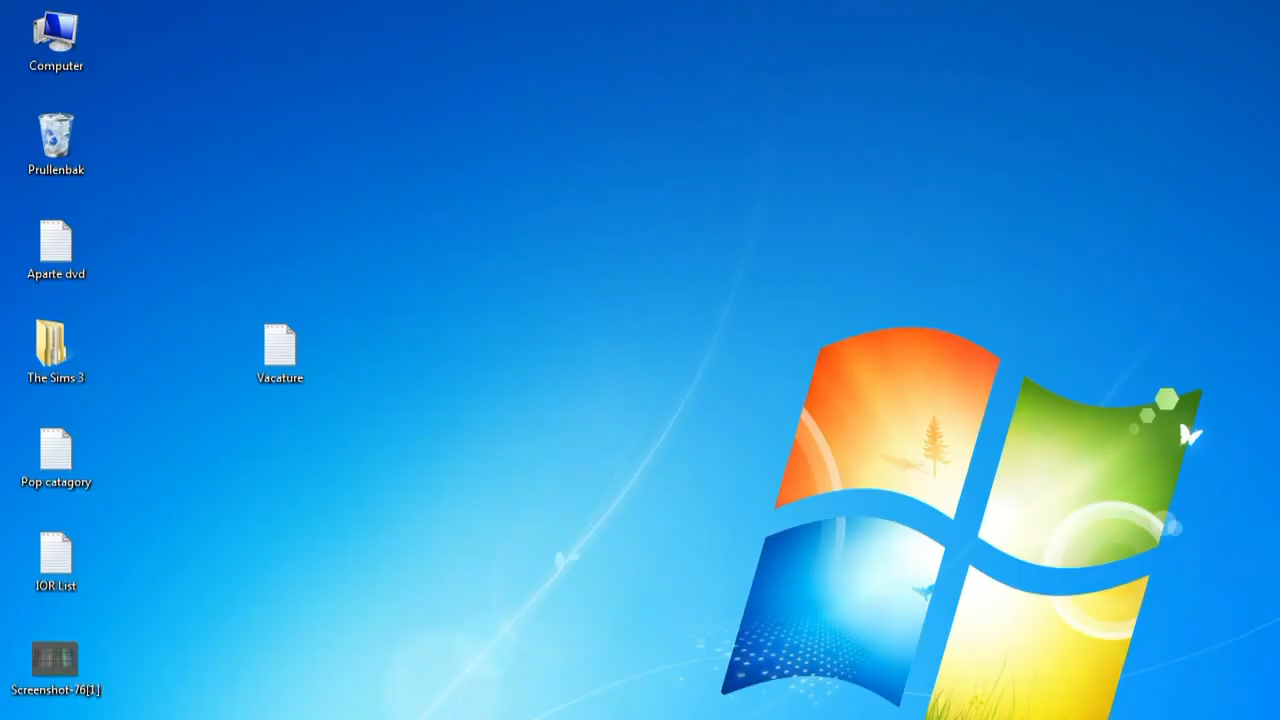 Computer
Prullenbak
Aparte dvd
The Sims 3
Vacature
Pop catagory
IOR List
Screenshot-76[1]